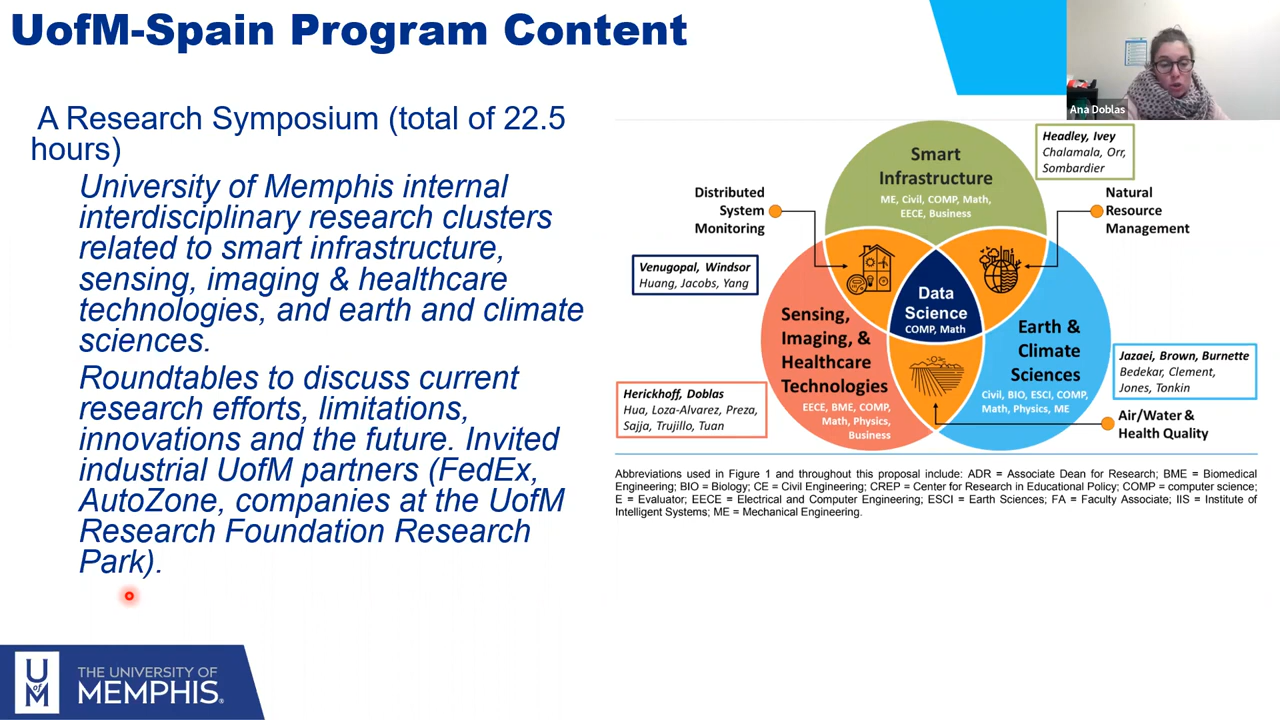 UofM-Spain Program Content
A Research Symposium (total of 22.5
hours)
University of Memphis internal
interdisciplinary research clusters
related to smart infrastructure,
sensing, imaging & healthcare
technologies, and earth and climate
sciences.
Roundtables to discuss current
research efforts, limitations,
innovations and the future. Invited
industrial UofM partners (FedEx,
AutoZone, companies at the UofM
Research Foundation Research
Park).
Ana Doblas
Smart
Infrastructure
ME, Civil, COMP, Math,
EECE, Business
Headley, Ivey
Chalamala, Orr,
Sombardier
Distributed
System
Monitoring
Natural
Resource
Management
Venugopal, Windsor
Huang, Jacobs, Yang
Data
Science
COMP, Math
Sensing,
Imaging, &
Healthcare
Technologies
EECE, BME, COMP,
Math, Physics,
Business
Earth &
Climate
Sciences
Civil, BIO, ESCI, COMP,
Math, Physics, ME
Jazaei, Brown, Burnette
Bedekar, Clement,
Jones, Tonkin
Herickhoff, Doblas
Hua, Loza-Alvarez, Preza,
Sajja, Trujillo, Tuan
Air/Water &
Health Quality
Abbreviations used in Figure 1 and throughout this proposal include: ADR = Associate Dean for Research; BME = Biomedical
Engineering; BIO = Biology; CE = Civil Engineering; CREP = Center for Research in Educational Policy; COMP = computer science;
E = Evaluator; EECE = Electrical and Computer Engineering; ESCI = Earth Sciences; FA = Faculty Associate; IIS = Institute of
Intelligent Systems; ME = Mechanical Engineering.
U
of
M
THE UNIVERSITY OF
MEMPHIS.